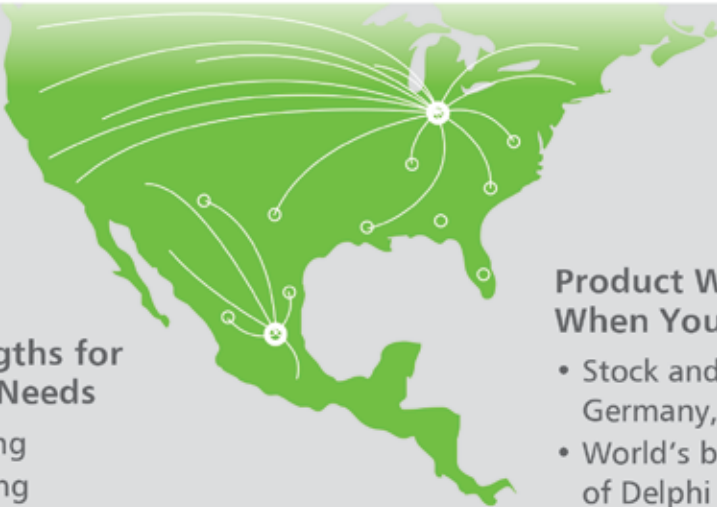 gths for
Needs
ng
ng
Product W
When You
• Stock and
Germany,
• World's b
of Delphi